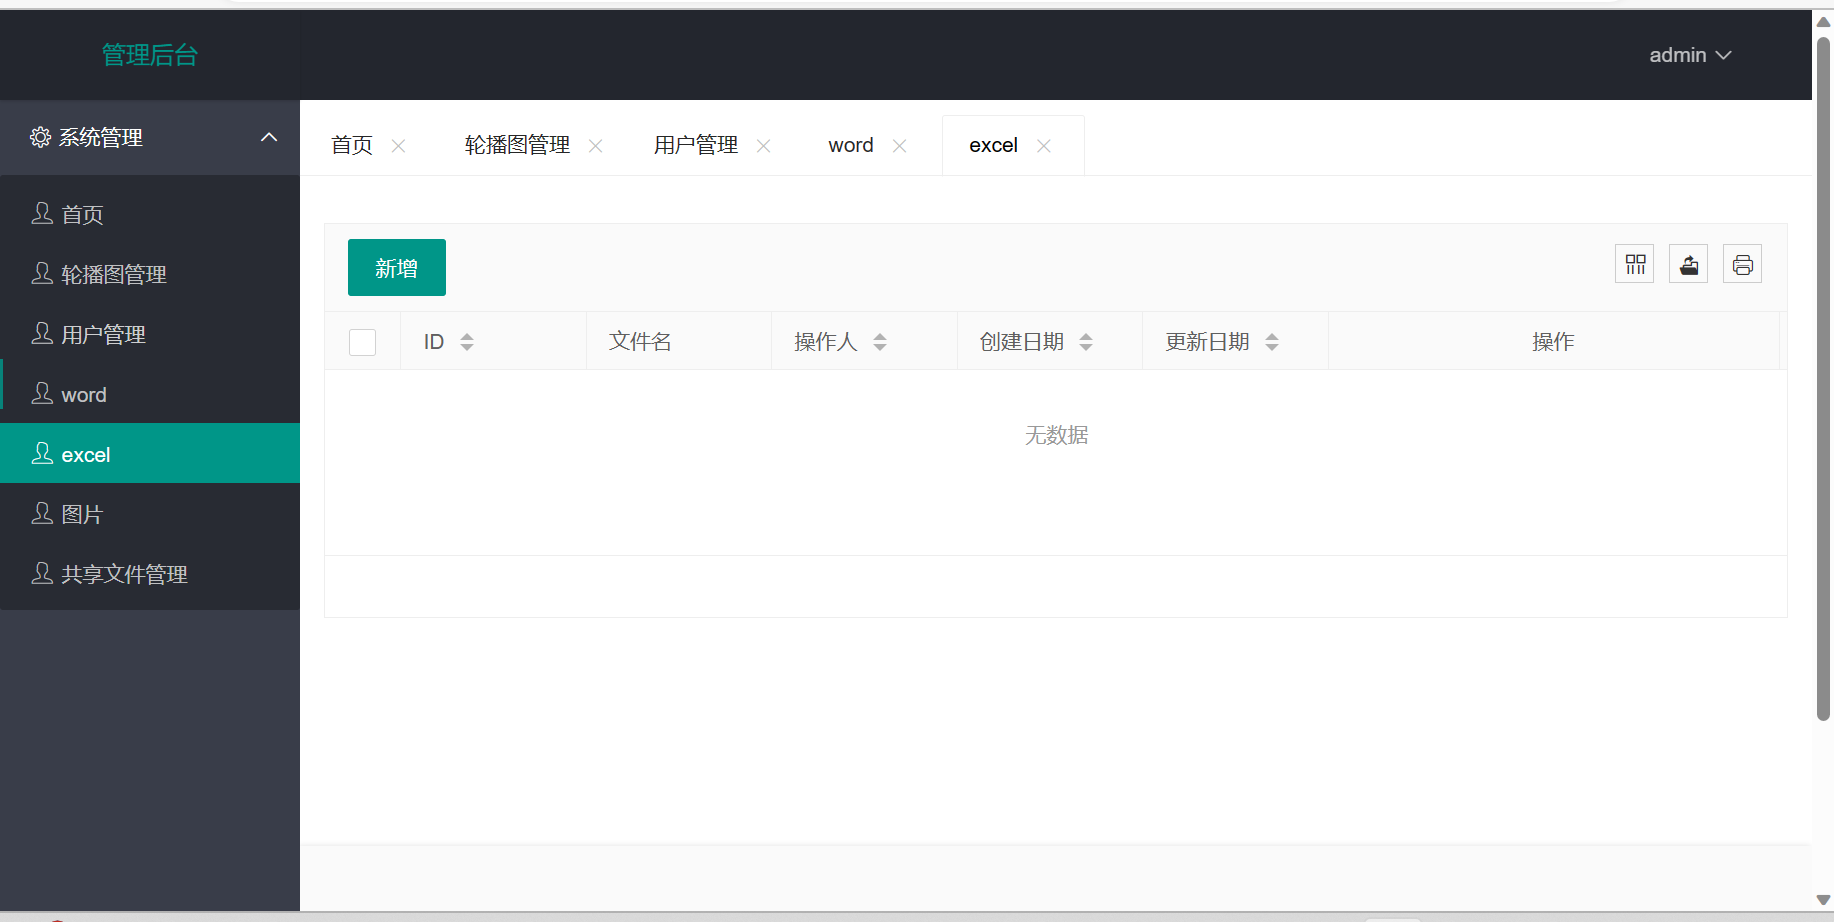 管理后台
admin
系统管理
首页
轮播图管理
用户管理
word
excel
图片
共享文件管理
首页 轮播图管理 用户管理 word excel
新增
ID 文件名 操作人 创建日期 更新日期 操作
无数据